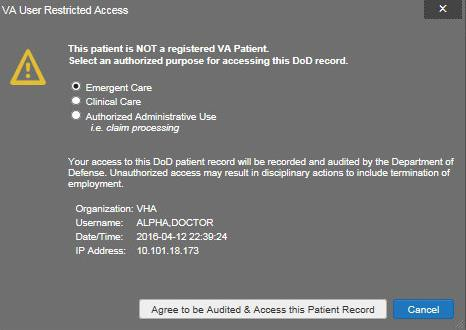 VA User Restricted Access
x
This patient is NOT a registered VA Patient.
Select an authorized purpose for accessing this DoD record.
Emergent Care
Clinical Care
Authorized Administrative Use
i.e. claim processing
Your access to this DoD patient record will be recorded and audited by the Department of
Defense. Unauthorized access may result in disciplinary actions to include termination of
employment.
Organization: VHA
Username: ALPHA,DOCTOR
Date/Time: 2016-04-12 22:39:24
IP Address: 10.101.18.173
Agree to be Audited & Access this Patient Record
Cancel